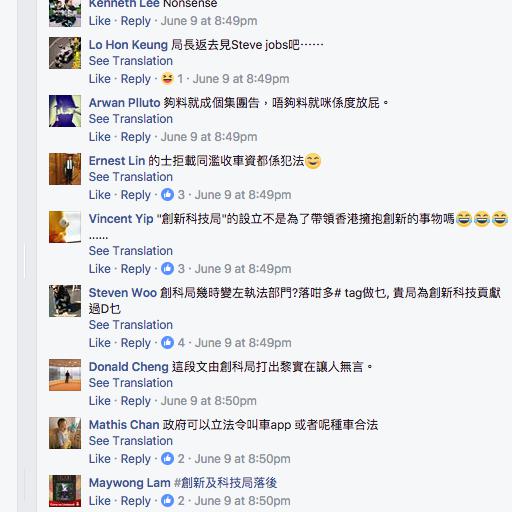 Kenneth Lee Nonsense
Like · Reply · June 9 at 8:49pm
Lo Hon Keung 局長返去見Steve jobs吧⋯⋯
See Translation
Like · Reply · 😆 1 · June 9 at 8:49pm
Arwan Plluto 夠料就成個集團告，唔夠料就咪係度放屁。
See Translation
Like · Reply · June 9 at 8:49pm
Ernest Lin 的士拒載同濫收車資都係犯法😄
See Translation
Like · Reply · 3 · June 9 at 8:49pm
Vincent Yip "創新科技局"的設立不是為了帶領香港擁抱創新的事物嗎😂😂😂
......
See Translation
Like · Reply · 3 · June 9 at 8:49pm
Steven Woo 創科局幾時變左執法部門?落咁多# tag做乜, 貴局為創新科技貢獻
過D乜
See Translation
Like · Reply · 4 · June 9 at 8:49pm
Donald Cheng 這段文由創科局打出黎實在讓人無言。
See Translation
Like · Reply · June 9 at 8:50pm
Mathis Chan 政府可以立法令叫車app 或者呢種車合法
See Translation
Like · Reply · 2 · June 9 at 8:50pm
Maywong Lam #創新及科技局落後
Like · Reply · 2 · June 9 at 8:50pm